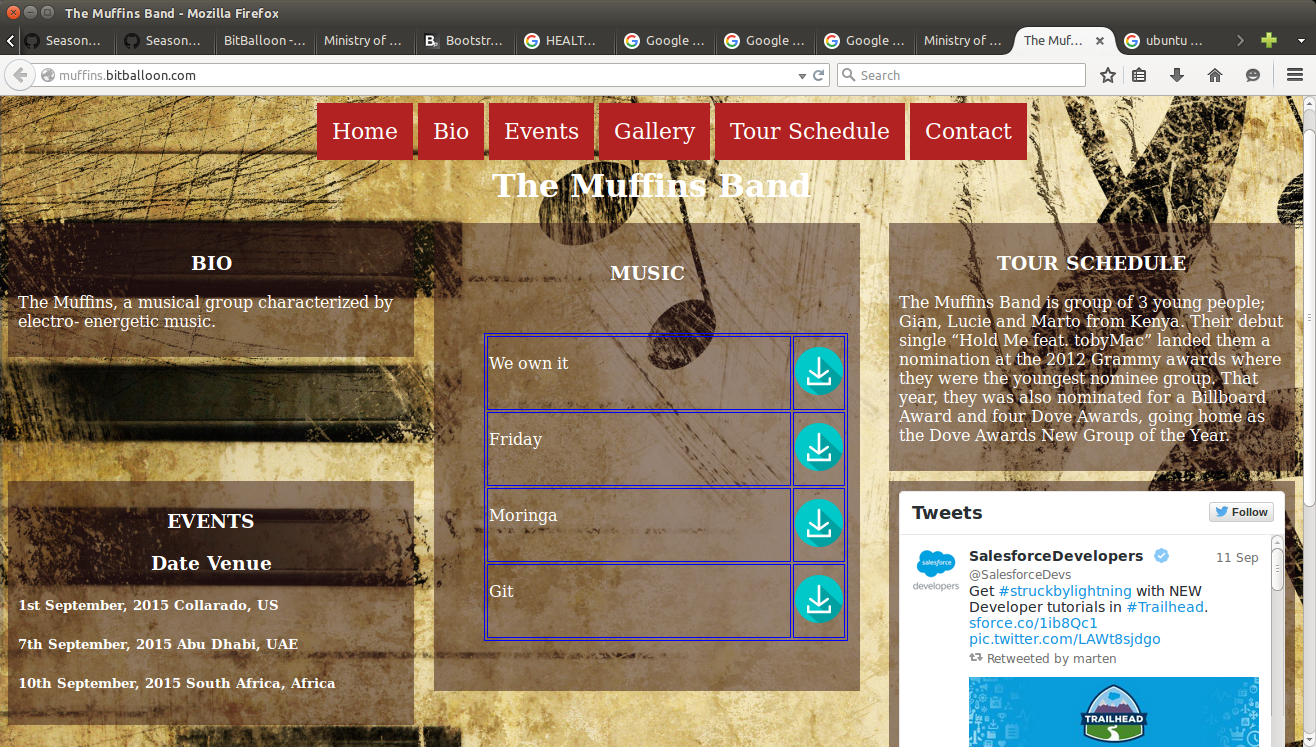 The Muffins Band - Mozilla Firefox
Season...
Season...
BitBalloon -...
Ministry of ...
Bootstr...
HEALT...
Google ...
Google ...
Google ...
Ministry of ...
The Muf...
ubuntu ...
muffins.bitballoon.com
Search
Home
Bio
Events
Gallery
Tour Schedule
Contact
The Muffins Band
BIO
The Muffins, a musical group characterized by
electro- energetic music.
EVENTS
Date Venue
1st September, 2015 Collarado, US
7th September, 2015 Abu Dhabi, UAE
10th September, 2015 South Africa, Africa
MUSIC
We own it
Friday
Moringa
Git
TOUR SCHEDULE
The Muffins Band is group of 3 young people;
Gian, Lucie and Marto from Kenya. Their debut
single “Hold Me feat. tobyMac” landed them a
nomination at the 2012 Grammy awards where
they were the youngest nominee group. That
year, they was also nominated for a Billboard
Award and four Dove Awards, going home as
the Dove Awards New Group of the Year.
Tweets
Follow
salesforce
developers
SalesforceDevelopers
11 Sep
@SalesforceDevs
Get #struckbylightning with NEW
Developer tutorials in #Trailhead.
sforce.co/1ib8Qc1
pic.twitter.com/LAWt8sjdgo
Retweeted by marten
TRAILHEAD